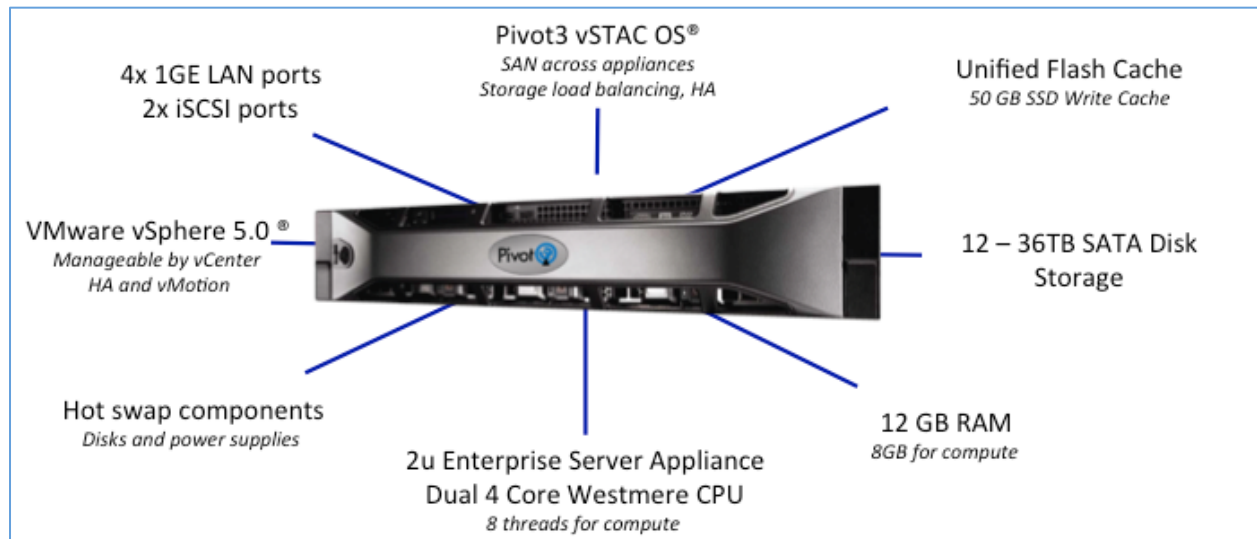 Pivot3 vSTAC OS®
SAN across appliances
Storage load balancing, HA
4x 1GE LAN ports
2x iSCSI ports
Unified Flash Cache
50 GB SSD Write Cache
VMware vSphere 5.0 ®
Manageable by vCenter
HA and vMotion
Pivot3
12 – 36TB SATA Disk
Storage
Hot swap components
Disks and power supplies
12 GB RAM
8GB for compute
2u Enterprise Server Appliance
Dual 4 Core Westmere CPU
8 threads for compute